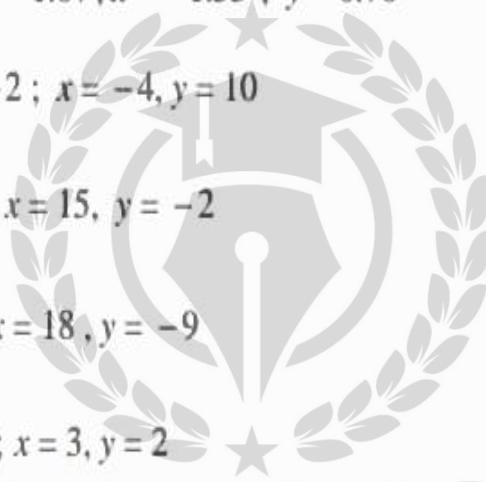 2 ; x = −4, y = 10
x = 15, y = −2
= 18 , y = −9
; x = 3, y = 2